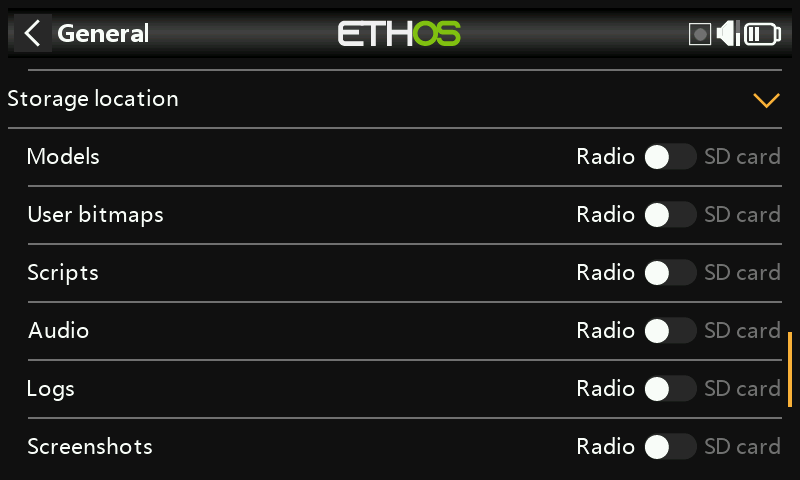 General
ETHOS
Storage location
Models Radio SD card
User bitmaps Radio SD card
Scripts Radio SD card
Audio Radio SD card
Logs Radio SD card
Screenshots Radio SD card